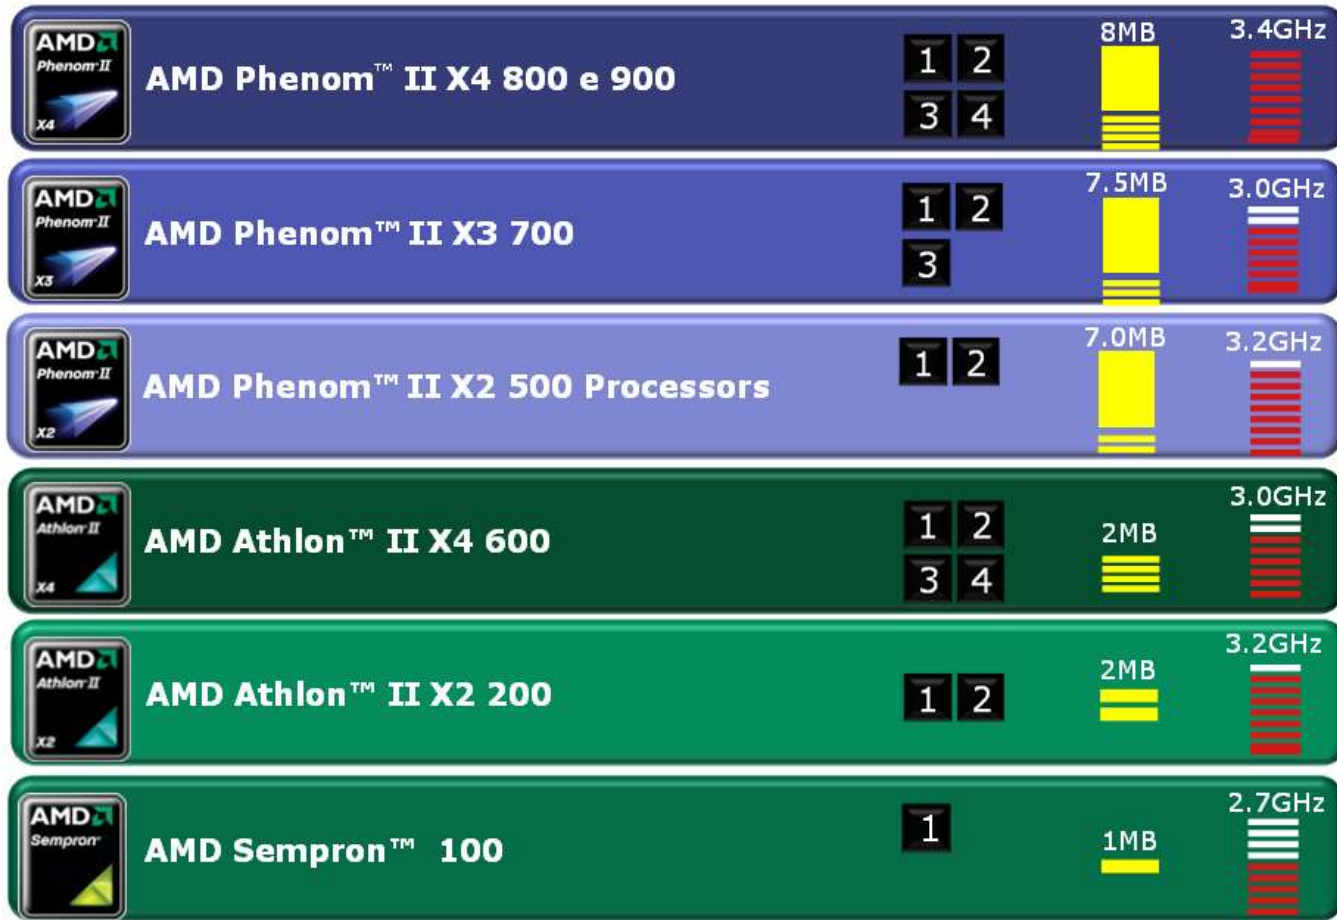 AMD
Phenom II
X4
AMD Phenom™ II X4 800 e 900
1 2
3 4
8MB
3.4GHz
AMD
Phenom II
X3
AMD Phenom™ II X3 700
1 2
3
7.5MB
3.0GHz
AMD
Phenom II
X2
AMD Phenom™ II X2 500 Processors
1 2
7.0MB
3.2GHz
AMD
Athlon II
X4
AMD Athlon™ II X4 600
1 2
3 4
2MB
3.0GHz
AMD
Athlon II
X2
AMD Athlon™ II X2 200
1 2
2MB
3.2GHz
AMD
Sempron
AMD Sempron™ 100
1
1MB
2.7GHz